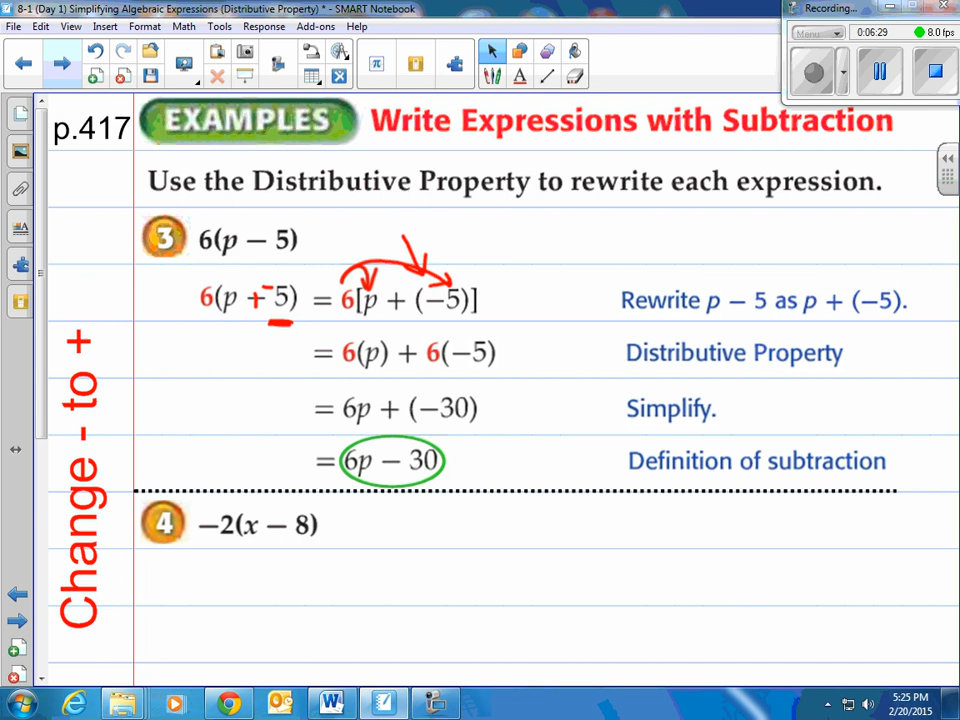 8-1 (Day 1) Simplifying Algebraic Expressions (Distributive Property) * - SMART Notebook
Recording...
File Edit View Insert Format Math Tools Response Add-ons Help
Menu
0:06:29
8.0 fps
p.417
EXAMPLES Write Expressions with Subtraction
Use the Distributive Property to rewrite each expression.
3 6(p − 5)
6(p + −5) = 6[p + (−5)] Rewrite p − 5 as p + (−5).
= 6(p) + 6(−5) Distributive Property
= 6p + (−30) Simplify.
= 6p − 30 Definition of subtraction
4 −2(x − 8)
Change - to +
5:25 PM
2/20/2015